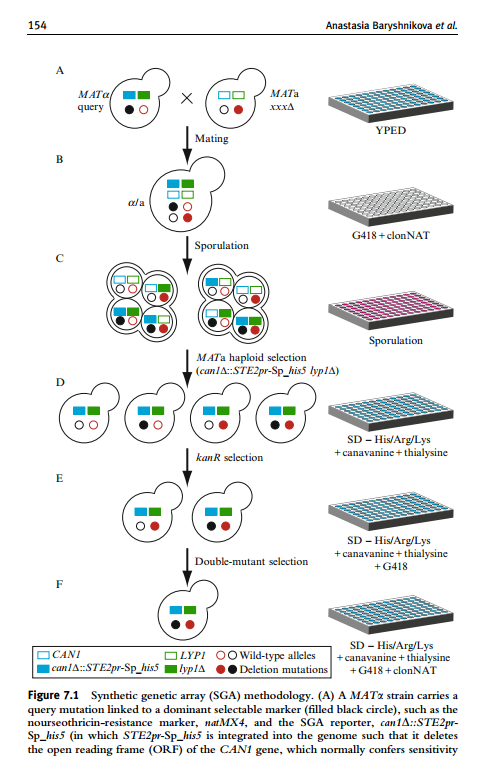 154
Anastasia Baryshnikova et al.
A
MATα
query
MATa
xxxΔ
YPED
Mating
B
α/a
G418 + clonNAT
Sporulation
C
Sporulation
MATa haploid selection
(can1Δ::STE2pr-Sp_his5 lyp1Δ)
D
SD – His/Arg/Lys
+ canavanine + thialysine
kanR selection
E
SD – His/Arg/Lys
+ canavanine + thialysine
+ G418
Double-mutant selection
F
SD – His/Arg/Lys
+ canavanine + thialysine
+ G418 + clonNAT
CAN1 LYP1 Wild-type alleles
can1Δ::STE2pr-Sp_his5 lyp1Δ Deletion mutations
Figure 7.1 Synthetic genetic array (SGA) methodology. (A) A MATα strain carries a
query mutation linked to a dominant selectable marker (filled black circle), such as the
nourseothricin-resistance marker, natMX4, and the SGA reporter, can1Δ::STE2pr-
Sp_his5 (in which STE2pr-Sp_his5 is integrated into the genome such that it deletes
the open reading frame (ORF) of the CAN1 gene, which normally confers sensitivity